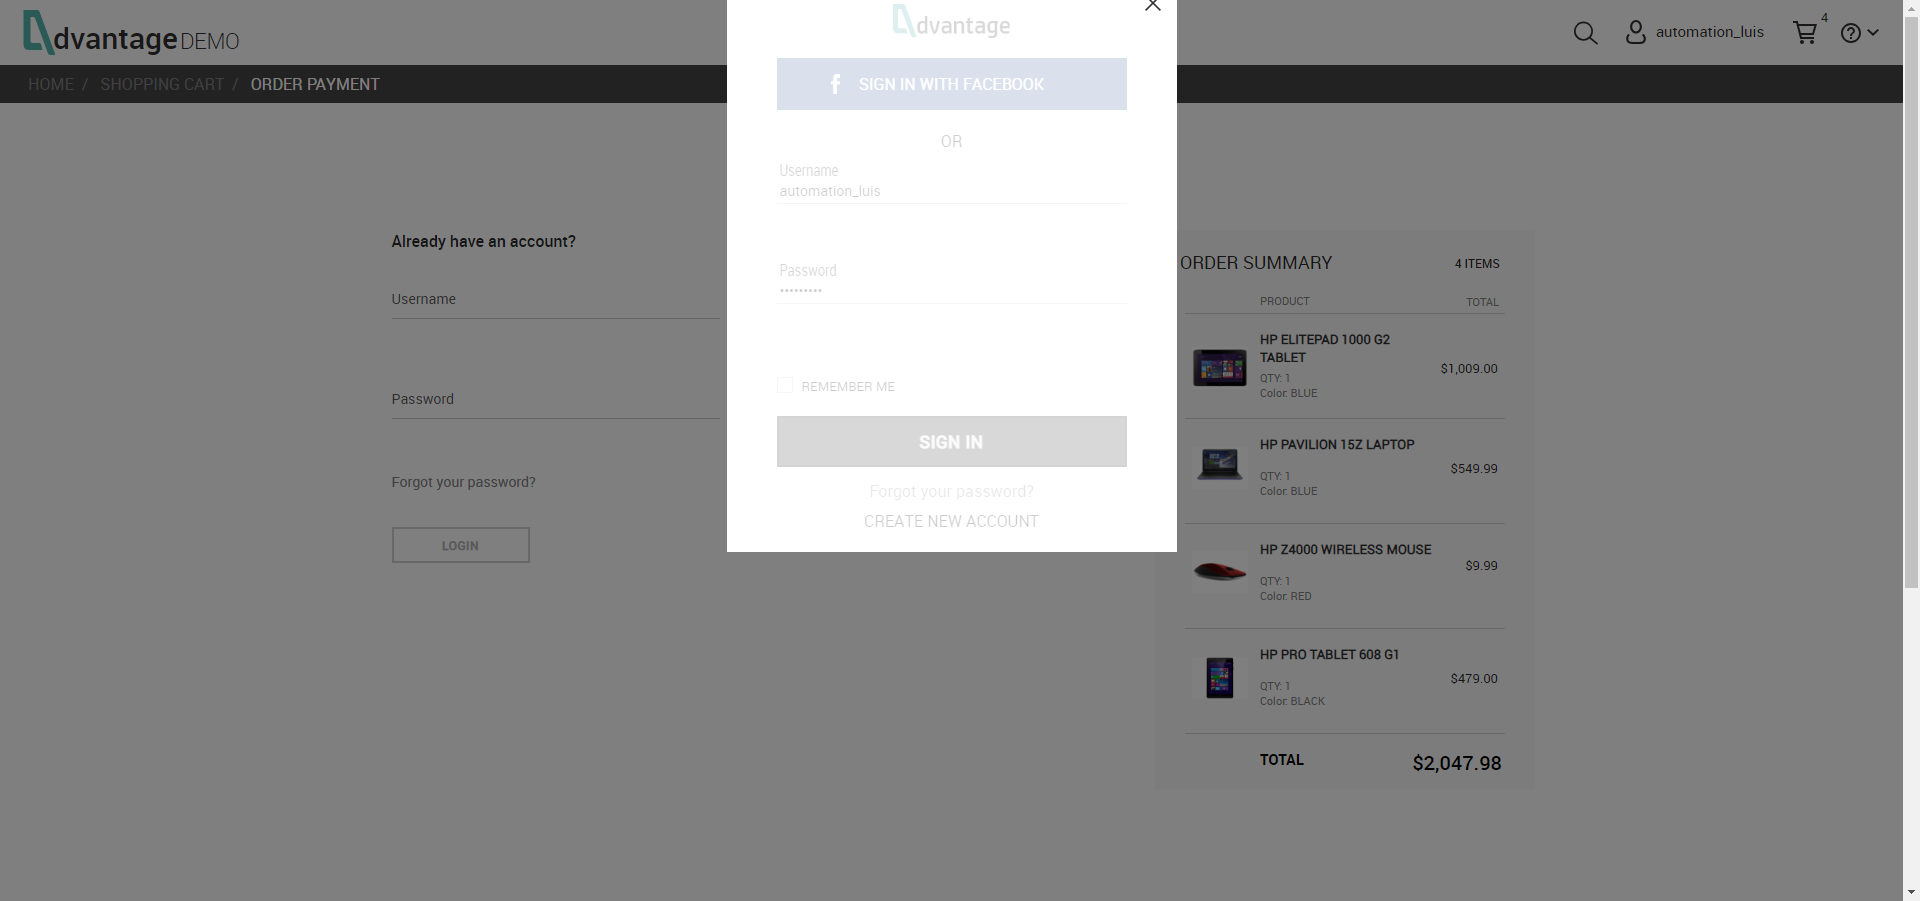 dvantage DEMO
automation_luis
4
HOME / SHOPPING CART / ORDER PAYMENT
dvantage
SIGN IN WITH FACEBOOK
OR
Username
automation_luis
Password
•••••••••
REMEMBER ME
SIGN IN
Forgot your password?
CREATE NEW ACCOUNT
Already have an account?
Username
Password
Forgot your password?
LOGIN
ORDER SUMMARY 4 ITEMS
PRODUCT TOTAL
HP ELITEPAD 1000 G2
TABLET
$1,009.00
QTY: 1
Color: BLUE
HP PAVILION 15Z LAPTOP
$549.99
QTY: 1
Color: BLUE
HP Z4000 WIRELESS MOUSE
$9.99
QTY: 1
Color: RED
HP PRO TABLET 608 G1
$479.00
QTY: 1
Color: BLACK
TOTAL $2,047.98